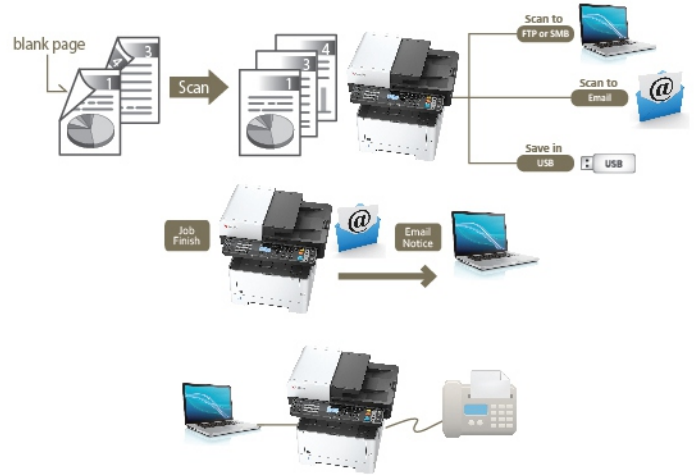 blank page
3
4
1
Scan
4
3
1
Scan to
FTP or SMB
Scan to
Email
@
Save in
USB
USB
Job
Finish
@
Email
Notice